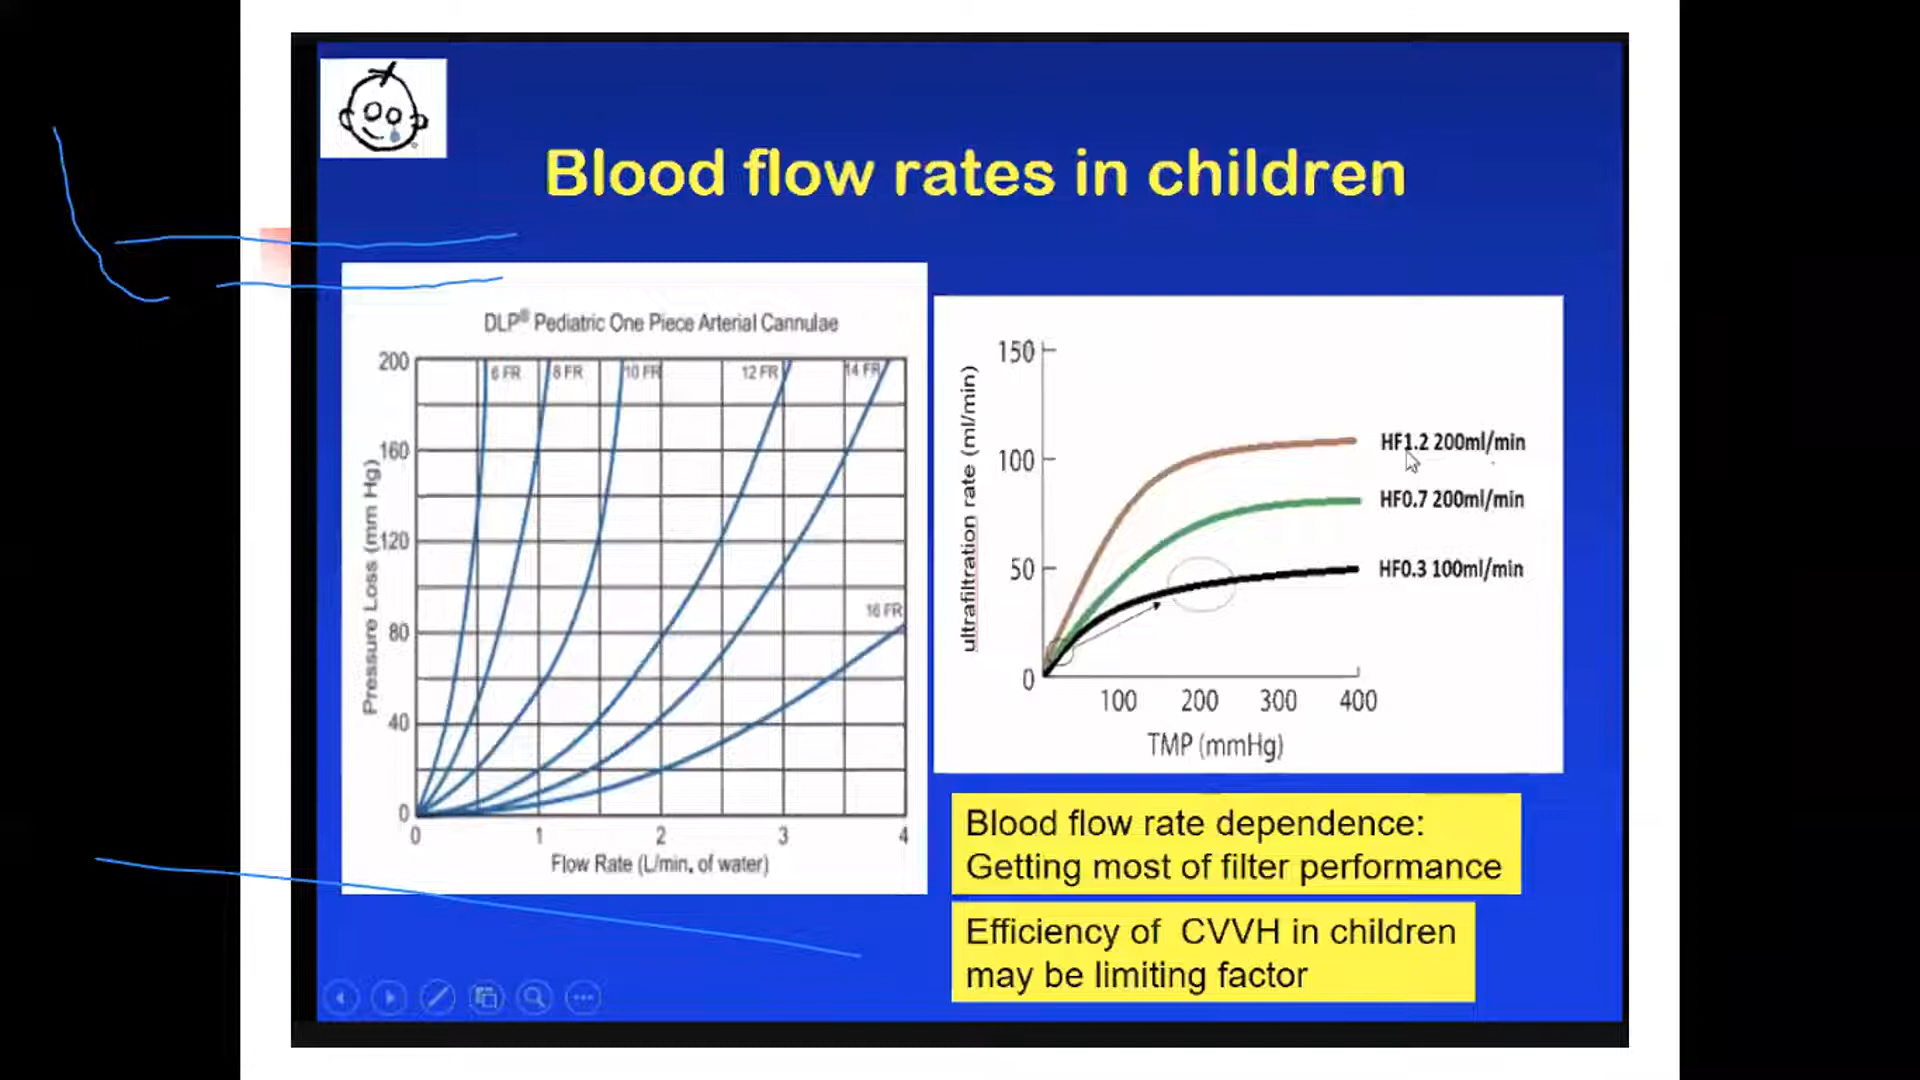 Blood flow rates in children
DLP® Pediatric One Piece Arterial Cannulae
Pressure Loss (mm Hg)
200
160
120
80
40
0
6 FR
8 FR
10 FR
12 FR
14 FR
16 FR
0 1 2 3 4
Flow Rate (L/min. of water)
ultrafiltration rate (ml/min)
150
100
50
0
HF1.2 200ml/min
HF0.7 200ml/min
HF0.3 100ml/min
100 200 300 400
TMP (mmHg)
Blood flow rate dependence:
Getting most of filter performance
Efficiency of CVVH in children
may be limiting factor